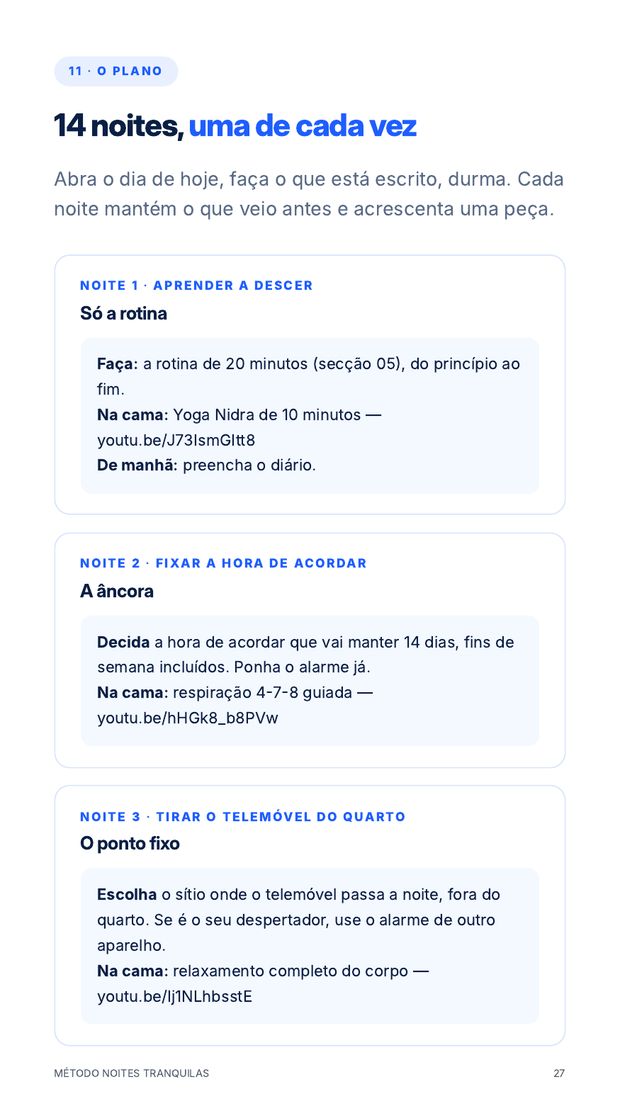 11 · O PLANO
14 noites, uma de cada vez
Abra o dia de hoje, faça o que está escrito, durma. Cada
noite mantém o que veio antes e acrescenta uma peça.
NOITE 1 · APRENDER A DESCER
Só a rotina
Faça: a rotina de 20 minutos (secção 05), do princípio ao
fim.
Na cama: Yoga Nidra de 10 minutos —
youtu.be/J73IsmGItt8
De manhã: preencha o diário.
NOITE 2 · FIXAR A HORA DE ACORDAR
A âncora
Decida a hora de acordar que vai manter 14 dias, fins de
semana incluídos. Ponha o alarme já.
Na cama: respiração 4-7-8 guiada —
youtu.be/hHGk8_b8PVw
NOITE 3 · TIRAR O TELEMÓVEL DO QUARTO
O ponto fixo
Escolha o sítio onde o telemóvel passa a noite, fora do
quarto. Se é o seu despertador, use o alarme de outro
aparelho.
Na cama: relaxamento completo do corpo —
youtu.be/Ij1NLhbsstE
MÉTODO NOITES TRANQUILAS
27